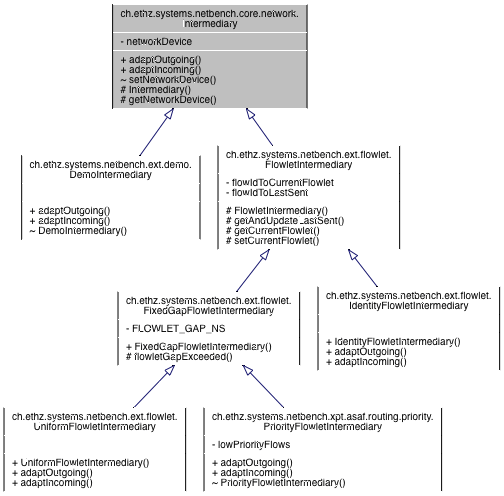 ch.ethz.systems.netbench.core.network.
Intermediary
- networkDevice
+ adaptOutgoing()
+ adaptIncoming()
~ setNetworkDevice()
# Intermediary()
# getNetworkDevice()
ch.ethz.systems.netbench.ext.demo.
DemoIntermediary
+ adaptOutgoing()
+ adaptIncoming()
~ DemoIntermediary()
ch.ethz.systems.netbench.ext.flowlet.
FlowletIntermediary
- flowIdToCurrentFlowlet
- flowIdToLastSent
# FlowletIntermediary()
# getAndUpdateLastSent()
# getCurrentFlowlet()
# setCurrentFlowlet()
ch.ethz.systems.netbench.ext.flowlet.
FixedGapFlowletIntermediary
- FLOWLET_GAP_NS
+ FixedGapFlowletIntermediary()
# flowletGapExceeded()
ch.ethz.systems.netbench.ext.flowlet.
IdentityFlowletIntermediary
+ IdentityFlowletIntermediary()
+ adaptOutgoing()
+ adaptIncoming()
ch.ethz.systems.netbench.ext.flowlet.
UniformFlowletIntermediary
+ UniformFlowletIntermediary()
+ adaptOutgoing()
+ adaptIncoming()
ch.ethz.systems.netbench.xpt.asaf.routing.priority.
PriorityFlowletIntermediary
- lowPriorityFlows
+ adaptOutgoing()
+ adaptIncoming()
~ PriorityFlowletIntermediary()